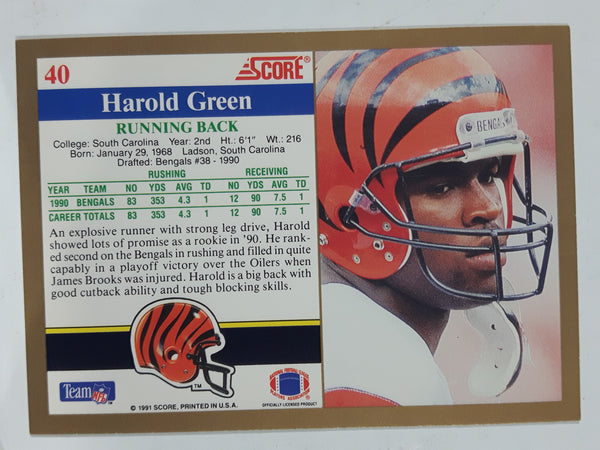 40
SCORE®
Harold Green
RUNNING BACK
College: South Carolina Year: 2nd Ht.: 6'1" Wt.: 216
Born: January 29, 1968 Ladson, South Carolina
Drafted: Bengals #38 - 1990
RUSHING RECEIVING
YEAR TEAM NO YDS AVG TD NO YDS AVG TD
1990 BENGALS 83 353 4.3 1 12 90 7.5 1
CAREER TOTALS 83 353 4.3 1 12 90 7.5 1
An explosive runner with strong leg drive, Harold
showed lots of promise as a rookie in '90. He rank-
ed second on the Bengals in rushing and filled in quite
capably in a playoff victory over the Oilers when
James Brooks was injured. Harold is a big back with
good cutback ability and tough blocking skills.
BENGA
TM
Team NFL
© 1991 SCORE, PRINTED IN U.S.A.
OFFICIALLY LICENSED PRODUCT